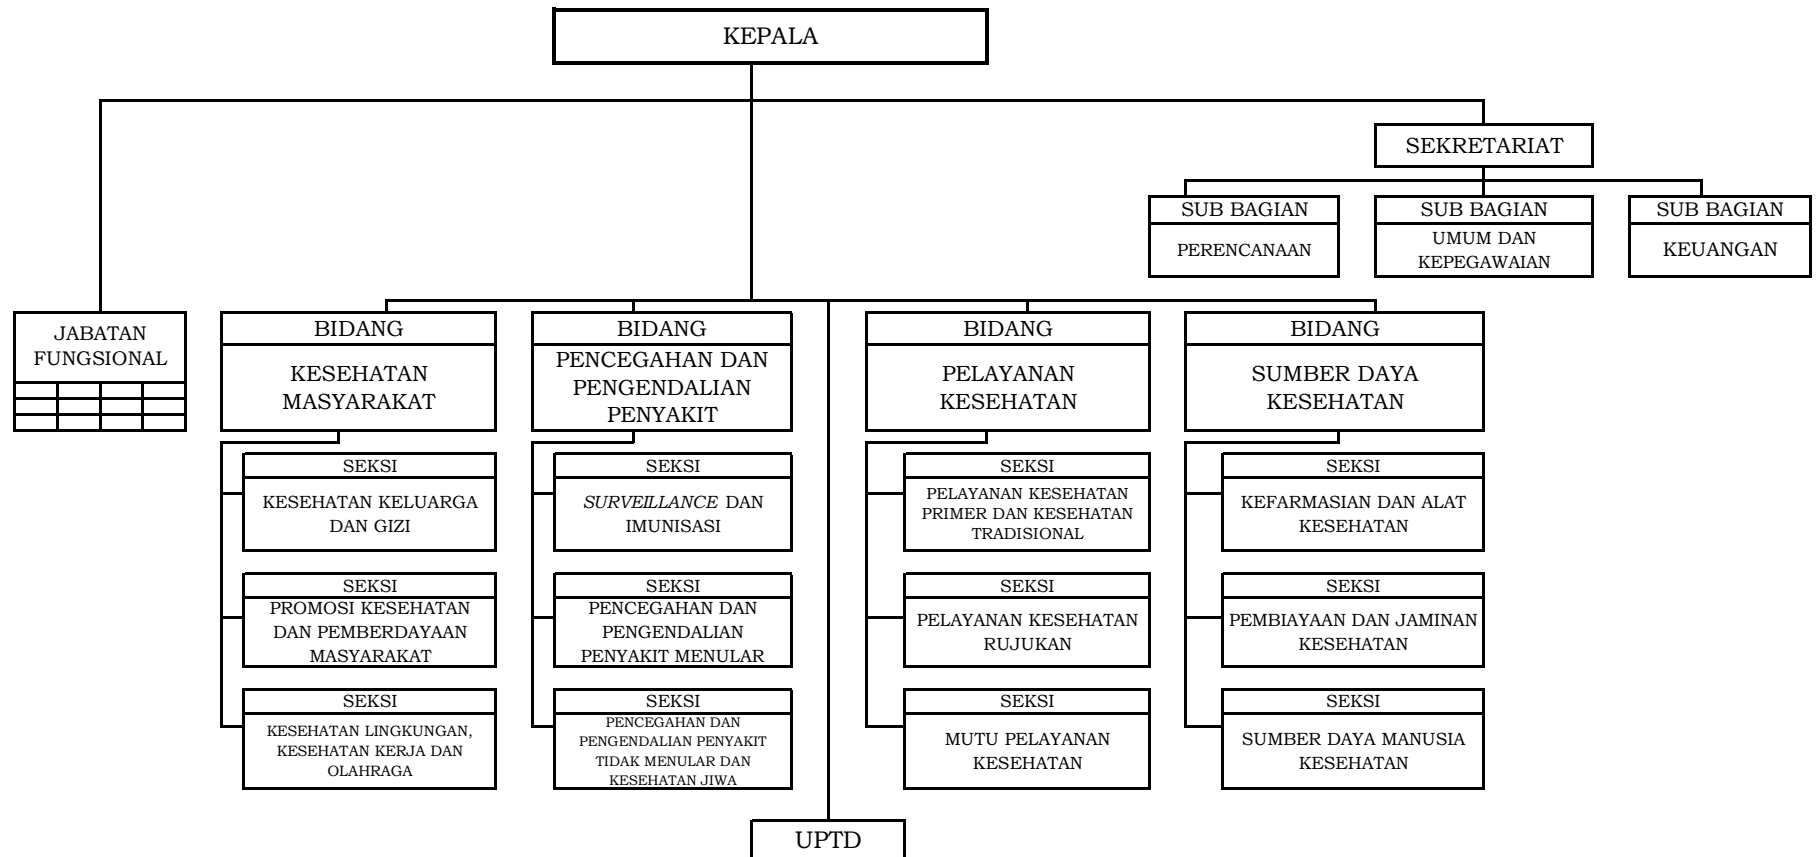 KEPALA
SEKRETARIAT
SUB BAGIAN
PERENCANAAN
SUB BAGIAN
UMUM DAN
KEPEGAWAIAN
SUB BAGIAN
KEUANGAN
JABATAN
FUNGSIONAL
BIDANG
KESEHATAN
MASYARAKAT
SEKSI
KESEHATAN KELUARGA
DAN GIZI
SEKSI
PROMOSI KESEHATAN
DAN PEMBERDAYAAN
MASYARAKAT
SEKSI
KESEHATAN LINGKUNGAN,
KESEHATAN KERJA DAN
OLAHRAGA
BIDANG
PENCEGAHAN DAN
PENGENDALIAN
PENYAKIT
SEKSI
SURVEILLANCE DAN
IMUNISASI
SEKSI
PENCEGAHAN DAN
PENGENDALIAN
PENYAKIT MENULAR
SEKSI
PENCEGAHAN DAN
PENGENDALIAN PENYAKIT
TIDAK MENULAR DAN
KESEHATAN JIWA
BIDANG
PELAYANAN
KESEHATAN
SEKSI
PELAYANAN KESEHATAN
PRIMER DAN KESEHATAN
TRADISIONAL
SEKSI
PELAYANAN KESEHATAN
RUJUKAN
SEKSI
MUTU PELAYANAN
KESEHATAN
BIDANG
SUMBER DAYA
KESEHATAN
SEKSI
KEFARMASIAN DAN ALAT
KESEHATAN
SEKSI
PEMBIAYAAN DAN JAMINAN
KESEHATAN
SEKSI
SUMBER DAYA MANUSIA
KESEHATAN
UPTD